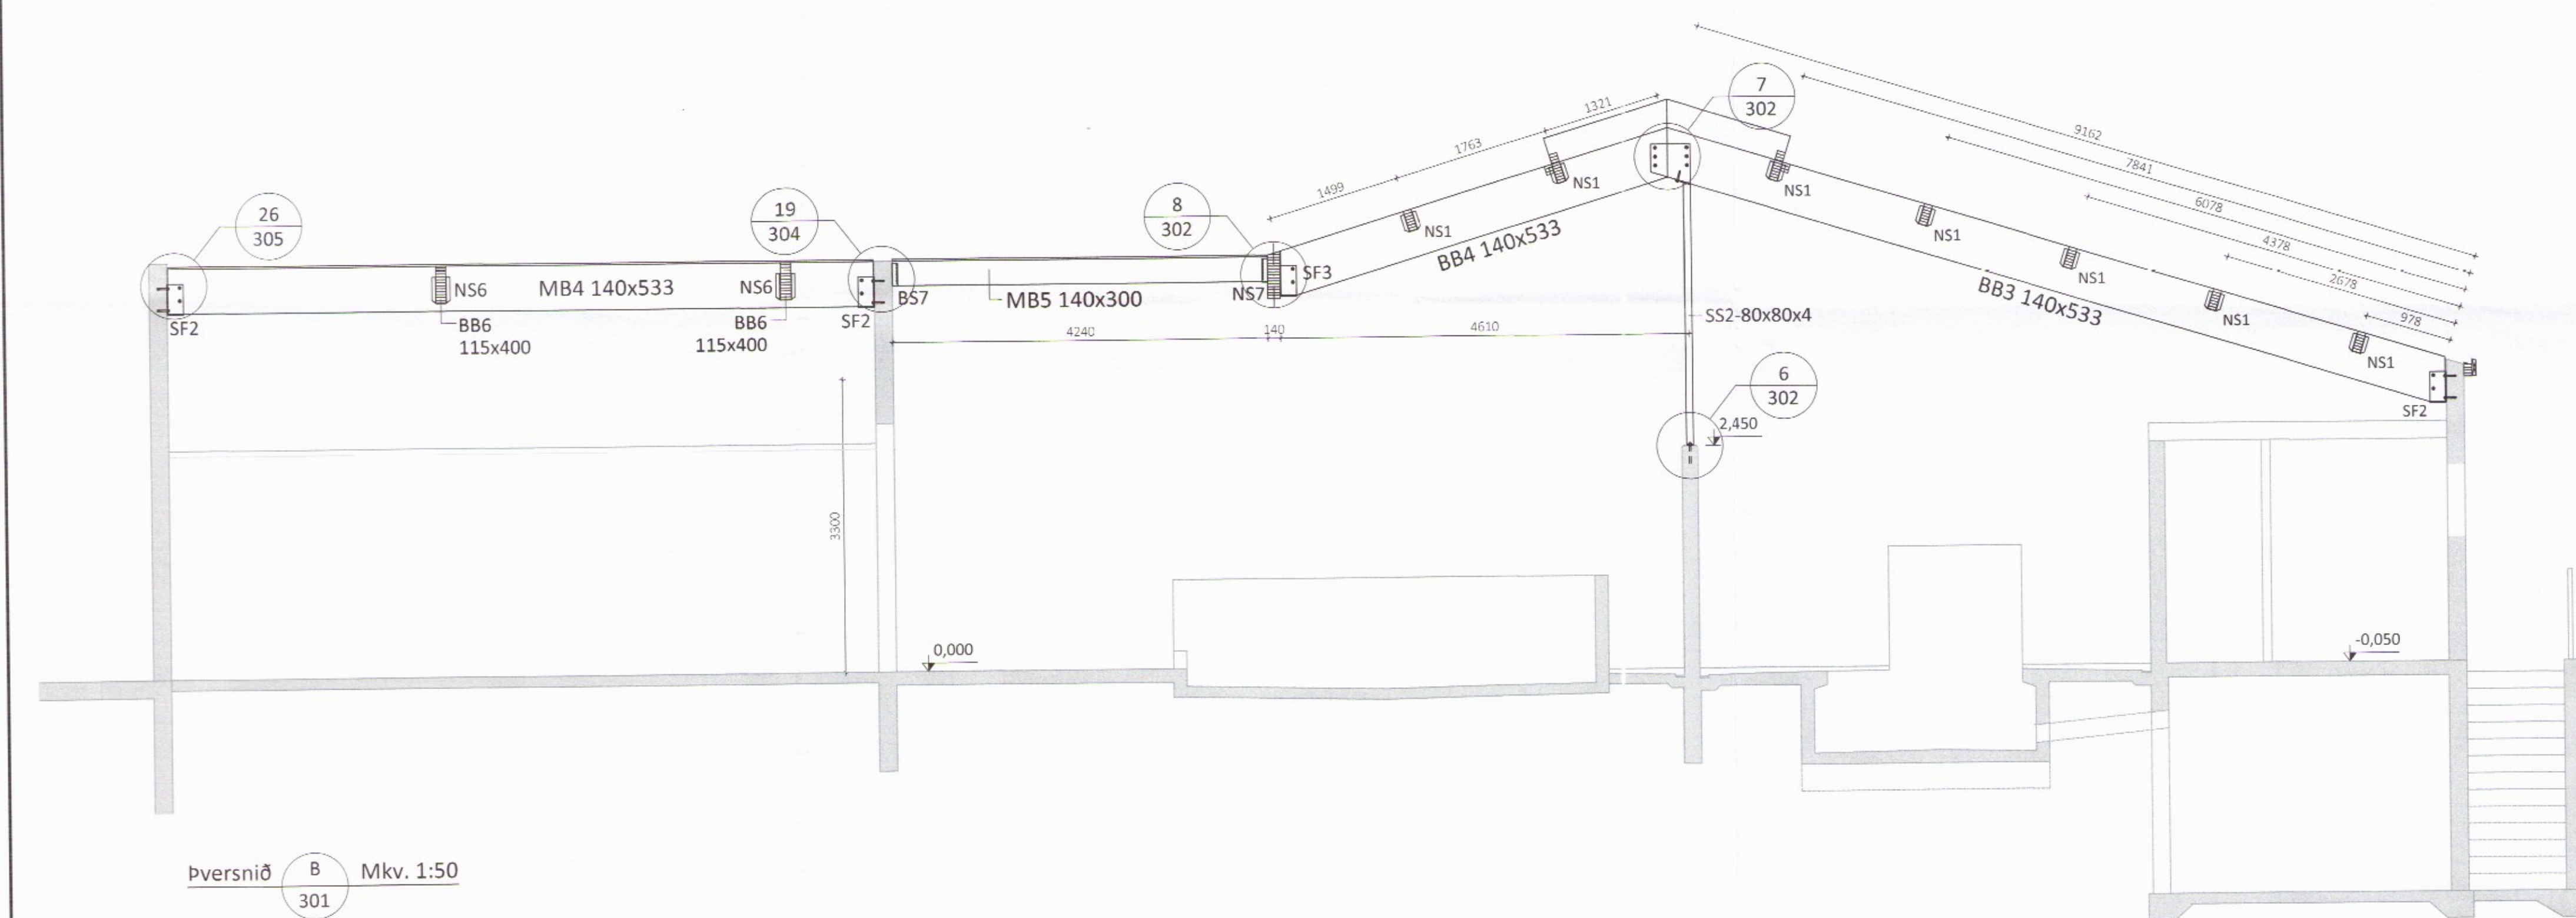 9162
7841
6078
4378
2678
978
7
302
1321
1763
1499
NS1
NS1
NS1
NS1
NS1
NS1
NS1
BB4 140x533
BB3 140x533
26
305
19
304
8
302
SF3
NS7
SF2
NS6
MB4 140x533
NS6
BB6
115x400
BB6
115x400
SF2
BS7
MB5 140x300
4240
140
4610
SS2-80x80x4
6
302
2,450
SF2
3300
0,000
-0,050
Þversnið B Mkv. 1:50
301